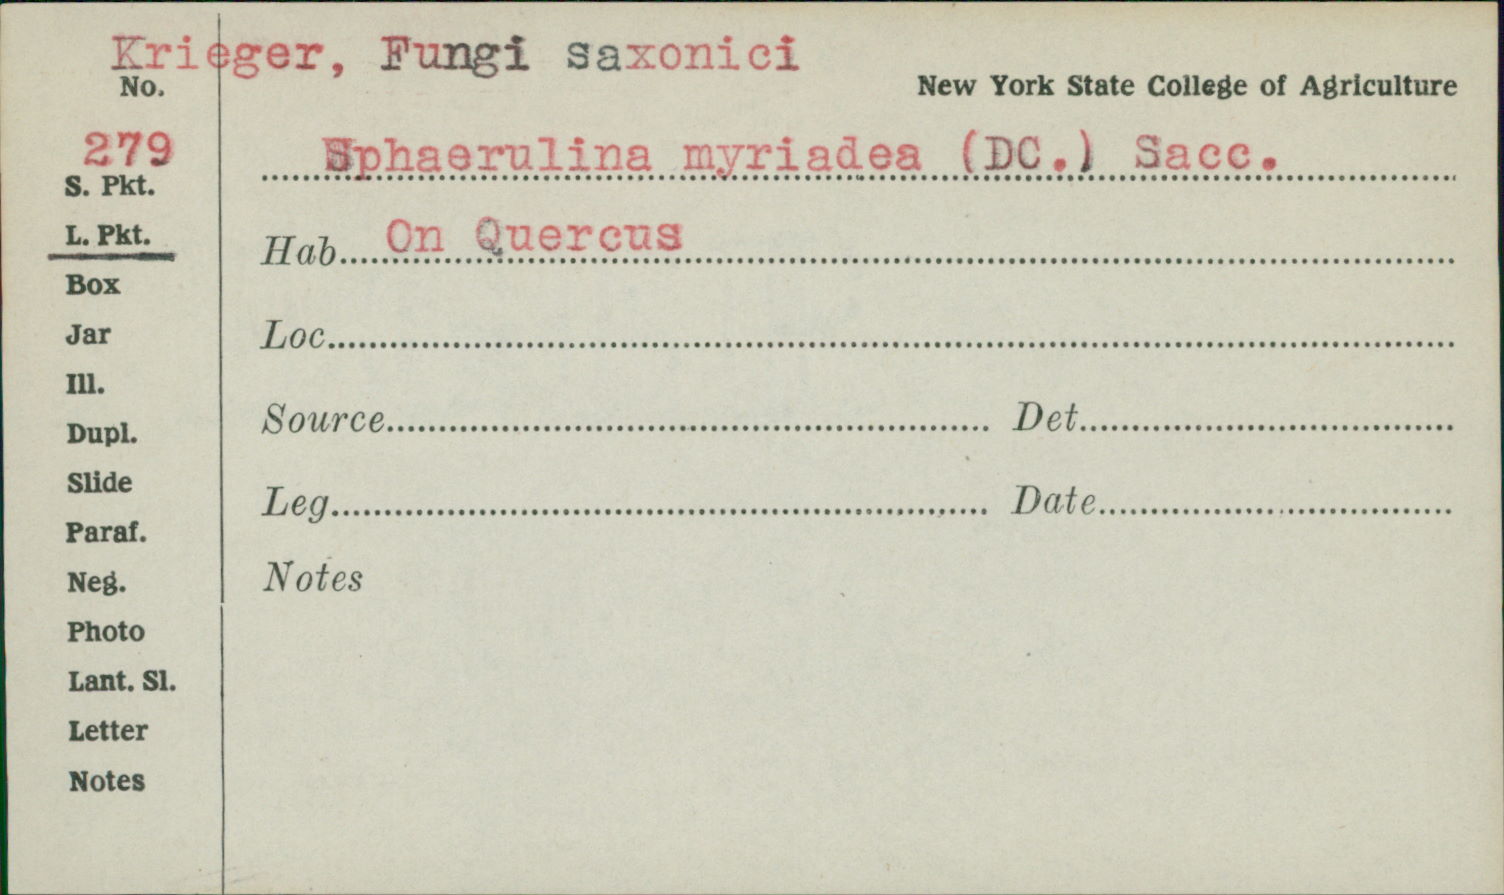 Krieger, Fungi saxonici
No.
New York State College of Agriculture
279
Sphaerulina myriadea (DC.) Sacc.
S. Pkt.
L. Pkt.
Hab. On Quercus
Box
Jar
Loc.
Ill.
Dupl.
Source
Det.
Slide
Leg.
Date
Paraf.
Neg.
Notes
Photo
Lant. Sl.
Letter
Notes